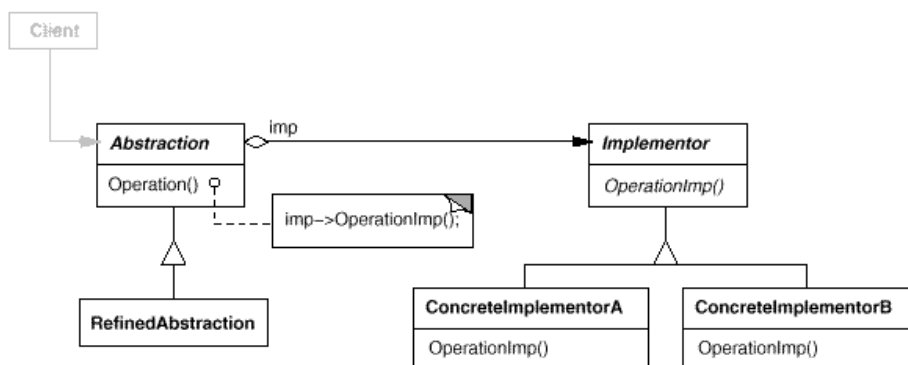 Client
imp
Abstraction
Implementor
Operation()
OperationImp()
imp->OperationImp();
RefinedAbstraction
ConcreteImplementorA
ConcreteImplementorB
OperationImp()
OperationImp()